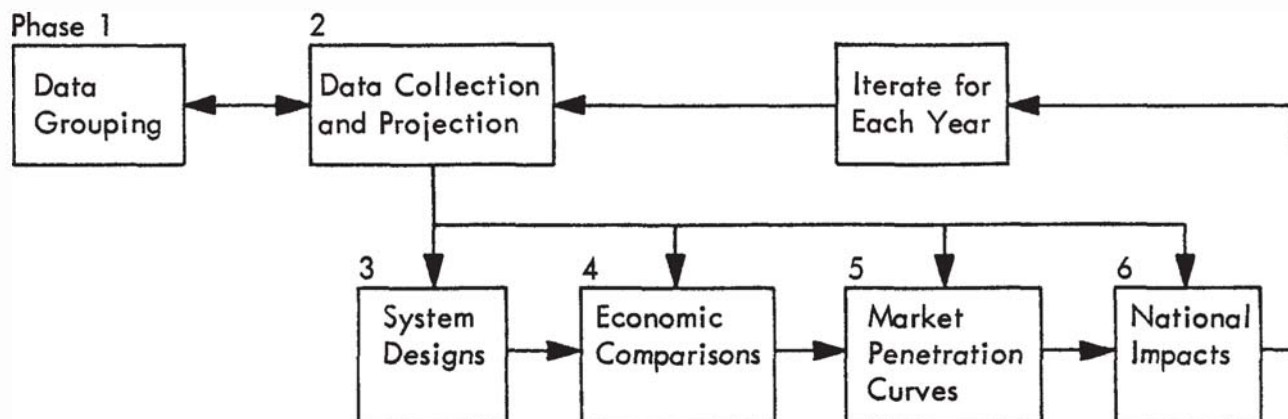 Phase 1
2
Data
Grouping
Data Collection
and Projection
Iterate for
Each Year
3
4
5
6
System
Designs
Economic
Comparisons
Market
Penetration
Curves
National
Impacts